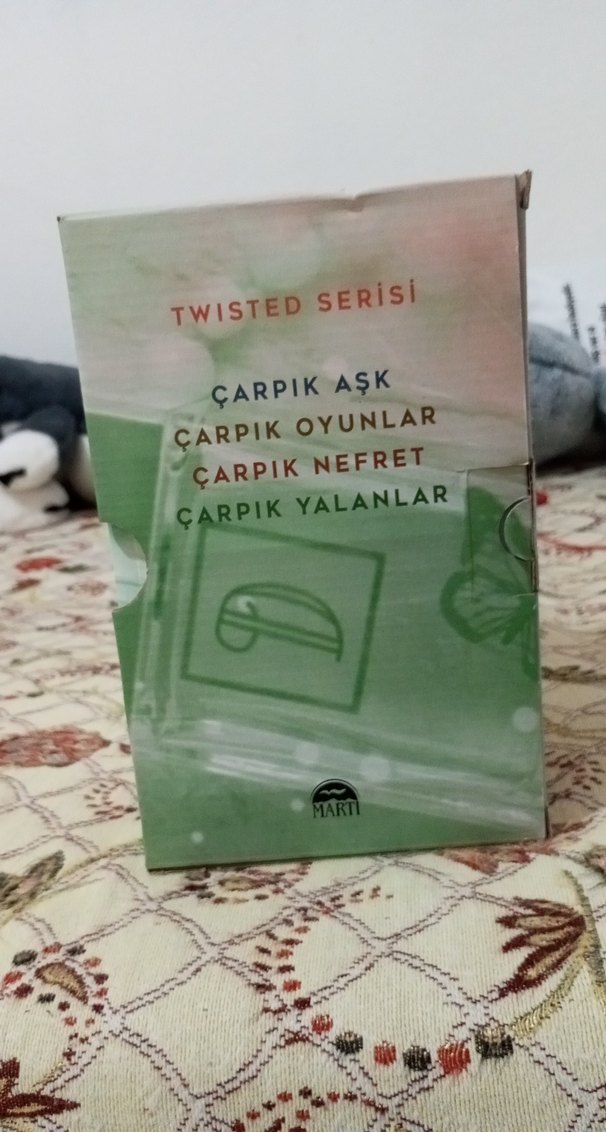 TWISTED SERİSİ
ÇARPIK AŞK
ÇARPIK OYUNLAR
ÇARPIK NEFRET
ÇARPIK YALANLAR
MARTI